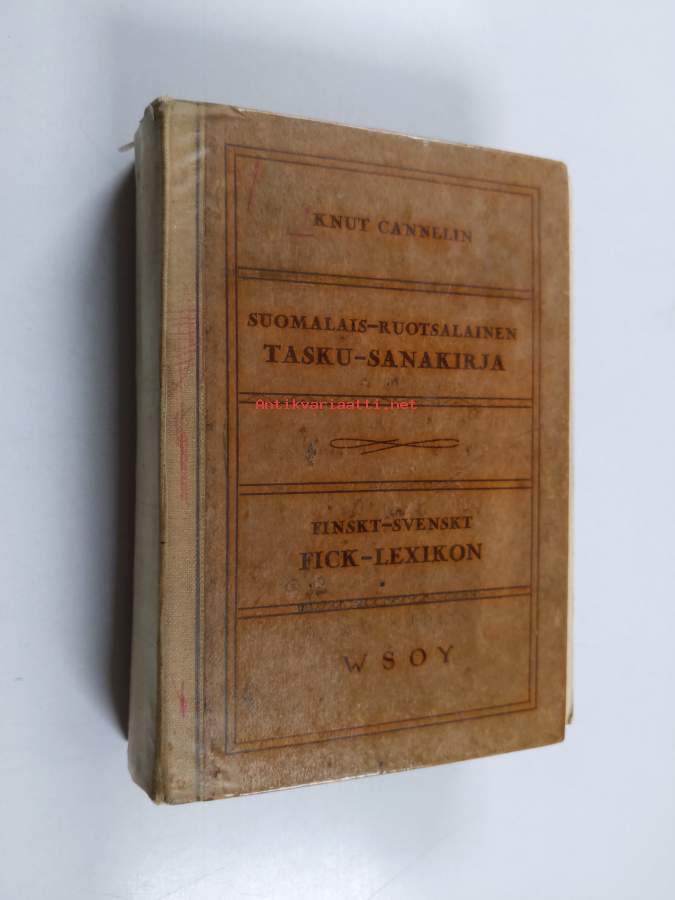 KNUT CANNELIN
SUOMALAIS-RUOTSALAINEN
TASKU-SANAKIRJA
Antikvariaatti.net
FINSKT-SVENSKT
FICK-LEXIKON
WSOY